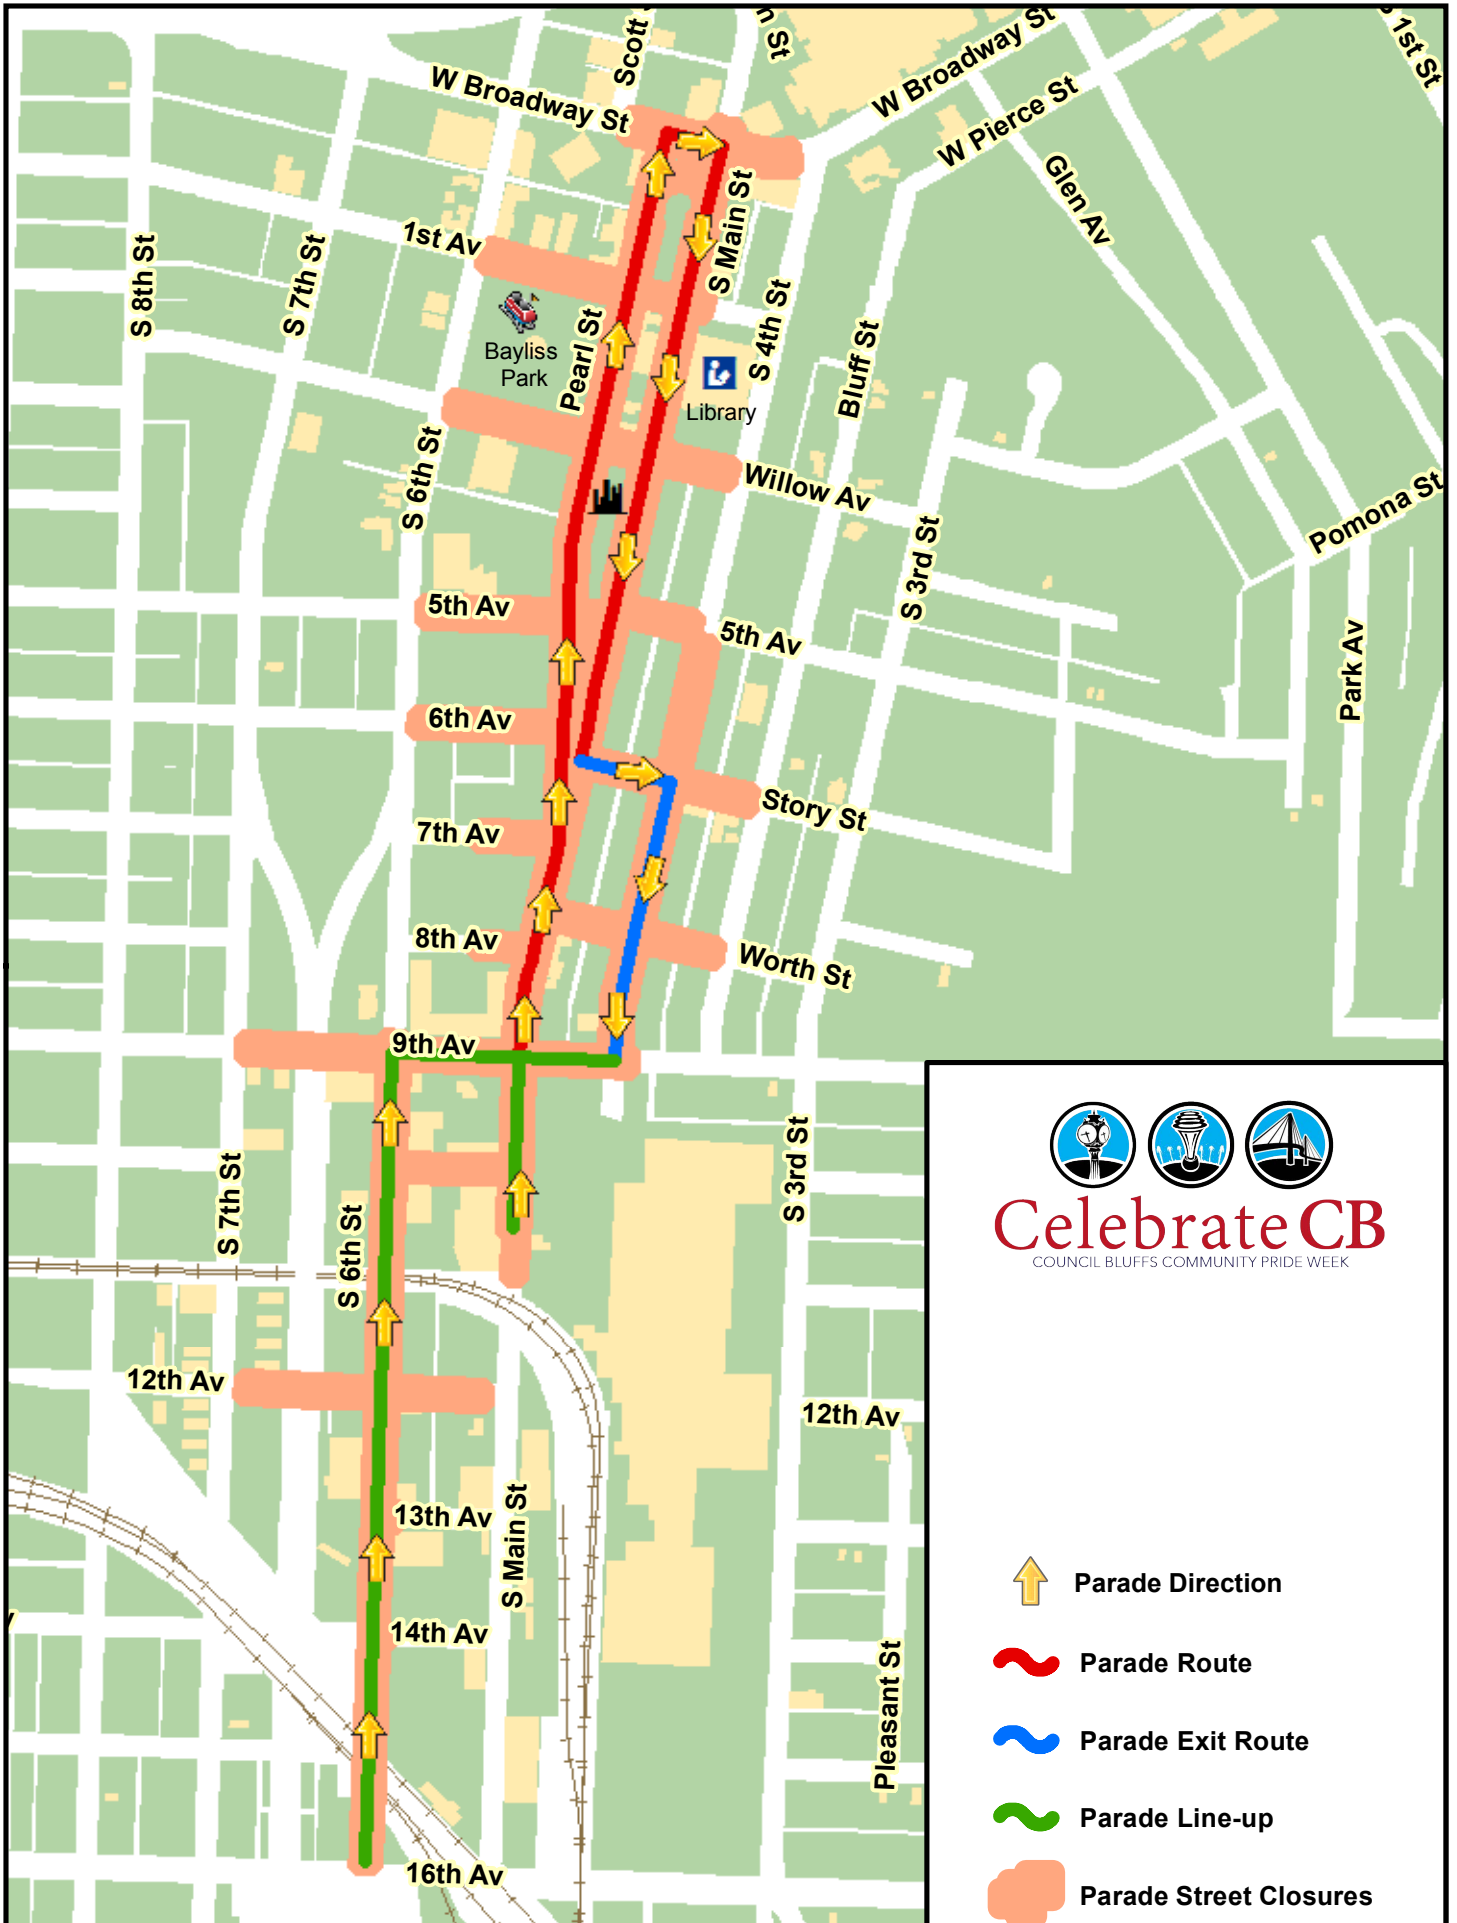 W Broadway St
Scott
n St
W Broadway St
S 1st St
W Pierce St
Glen Av
1st Av
S Main St
S 8th St
S 7th St
Pearl St
S 4th St
Bluff St
Bayliss
Park
Library
S 6th St
Willow Av
Pomona St
S 3rd St
5th Av
5th Av
Park Av
6th Av
Story St
7th Av
8th Av
Worth St
9th Av
S 7th St
S 6th St
S 3rd St
12th Av
12th Av
13th Av
S Main St
14th Av
Pleasant St
16th Av
CelebrateCB
COUNCIL BLUFFS COMMUNITY PRIDE WEEK
Parade Direction
Parade Route
Parade Exit Route
Parade Line-up
Parade Street Closures